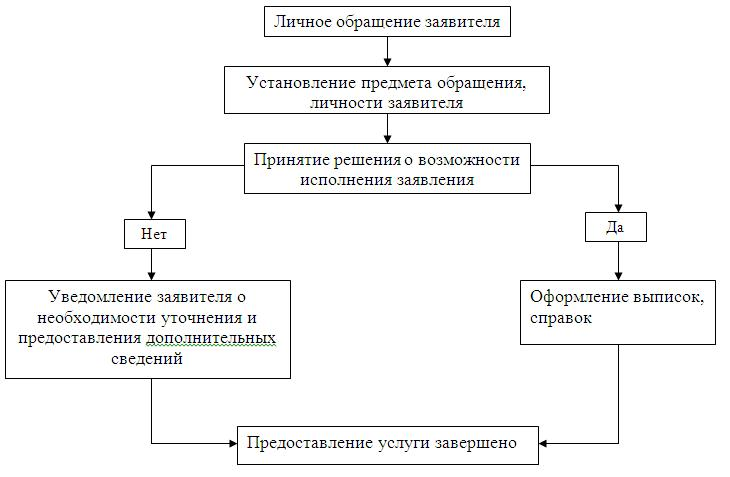 Личное обращение заявителя
Установление предмета обращения,
личности заявителя
Принятие решения о возможности
исполнения заявления
Нет
Да
Уведомление заявителя о
необходимости уточнения и
предоставления дополнительных
сведений
Оформление выписок,
справок
Предоставление услуги завершено